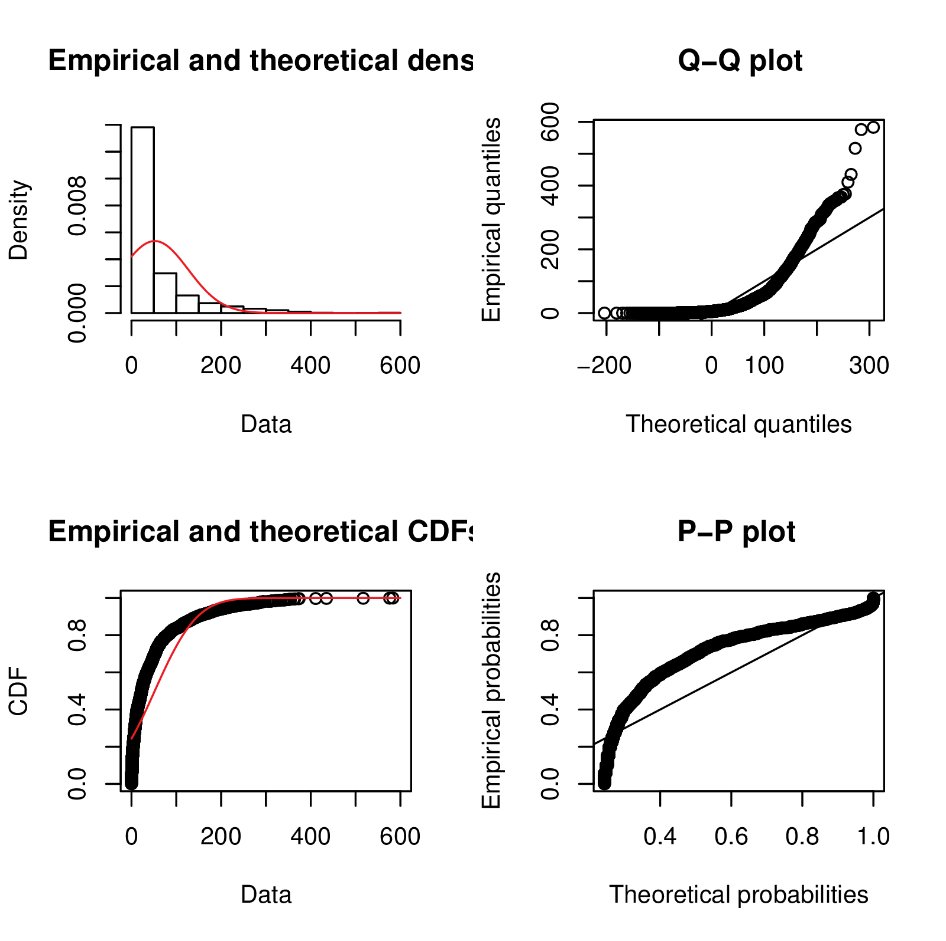 Empirical and theoretical dens
Density
0.000
0.008
0
200
400
600
Data
Q−Q plot
Empirical quantiles
0
200
400
600
−200
0
100
300
Theoretical quantiles
Empirical and theoretical CDFs
CDF
0.0
0.4
0.8
0
200
400
600
Data
P−P plot
Empirical probabilities
0.0
0.4
0.8
0.4
0.6
0.8
1.0
Theoretical probabilities